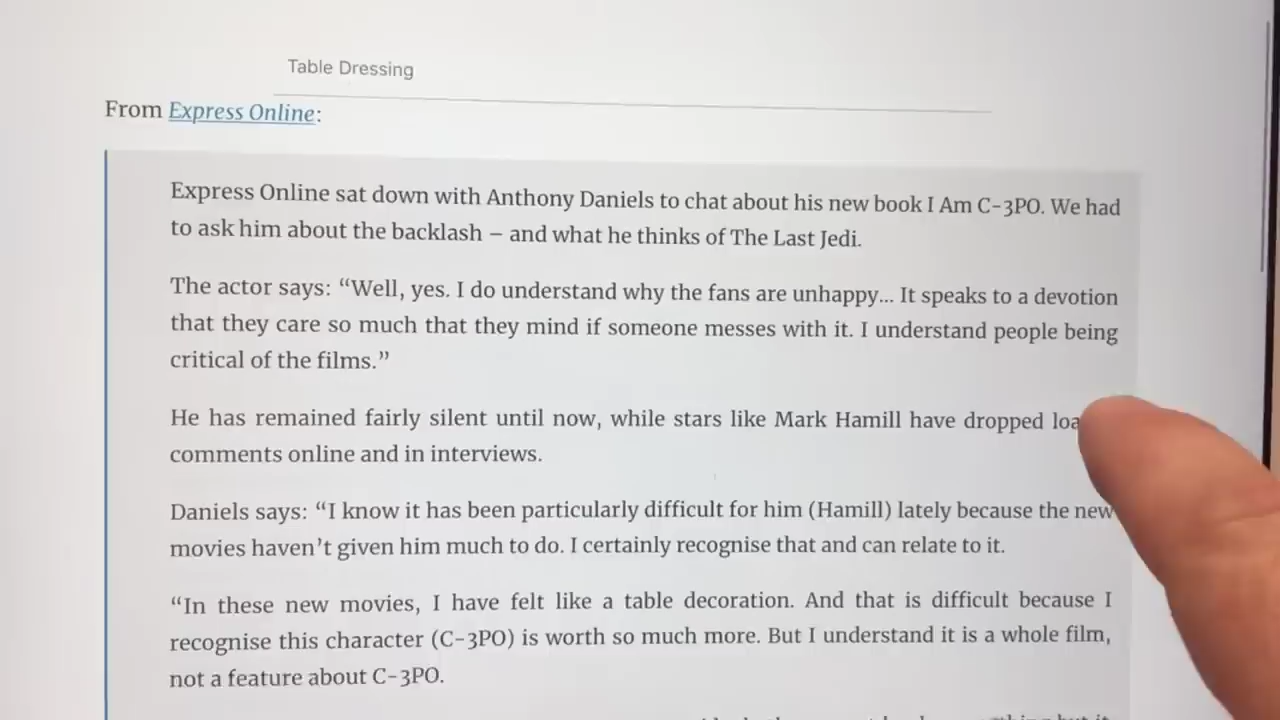 Table Dressing
From Express Online:
Express Online sat down with Anthony Daniels to chat about his new book I Am C-3PO. We had
to ask him about the backlash – and what he thinks of The Last Jedi.
The actor says: “Well, yes. I do understand why the fans are unhappy... It speaks to a devotion
that they care so much that they mind if someone messes with it. I understand people being
critical of the films.”
He has remained fairly silent until now, while stars like Mark Hamill have dropped
comments online and in interviews.
Daniels says: “I know it has been particularly difficult for him (Hamill) lately because the new
movies haven’t given him much to do. I certainly recognise that and can relate to it.
“In these new movies, I have felt like a table decoration. And that is difficult because I
recognise this character (C-3PO) is worth so much more. But I understand it is a whole film,
not a feature about C-3PO.